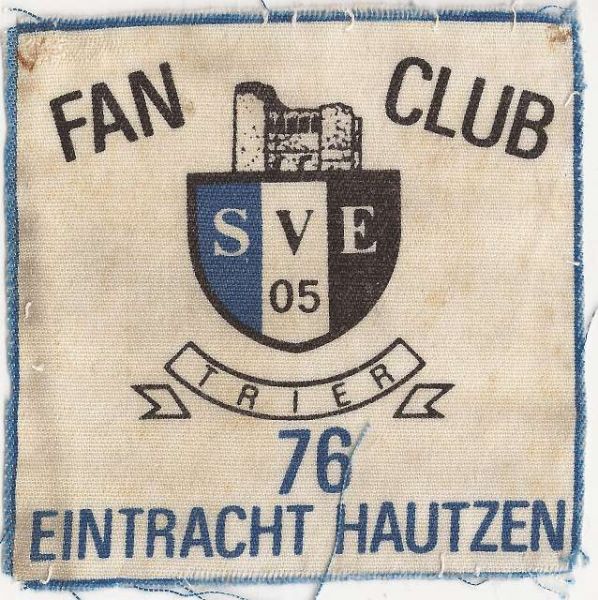 FAN CLUB
SVE
05
TRIER
76
EINTRACHT HAUTZEN